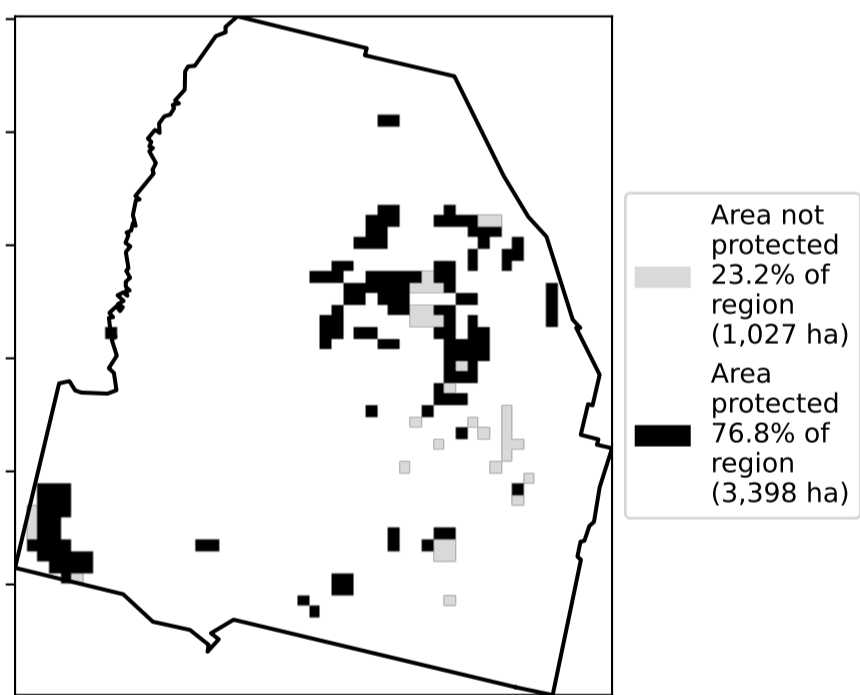 Area not
protected
23.2% of
region
(1,027 ha)
Area
protected
76.8% of
region
(3,398 ha)